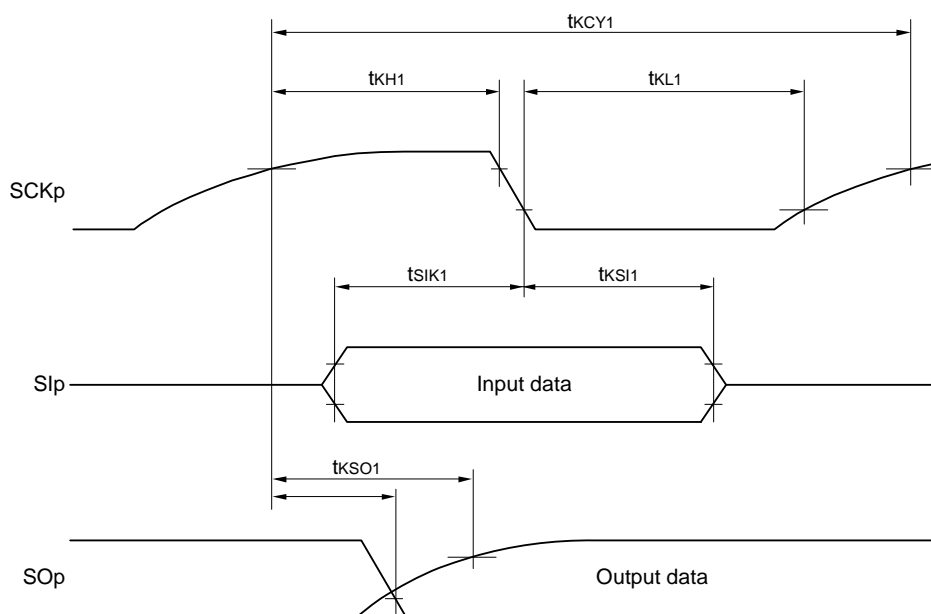 tKCY1
tKH1
tKL1
SCKp
tSIK1
tKSI1
SIp
Input data
tKSO1
SOp
Output data